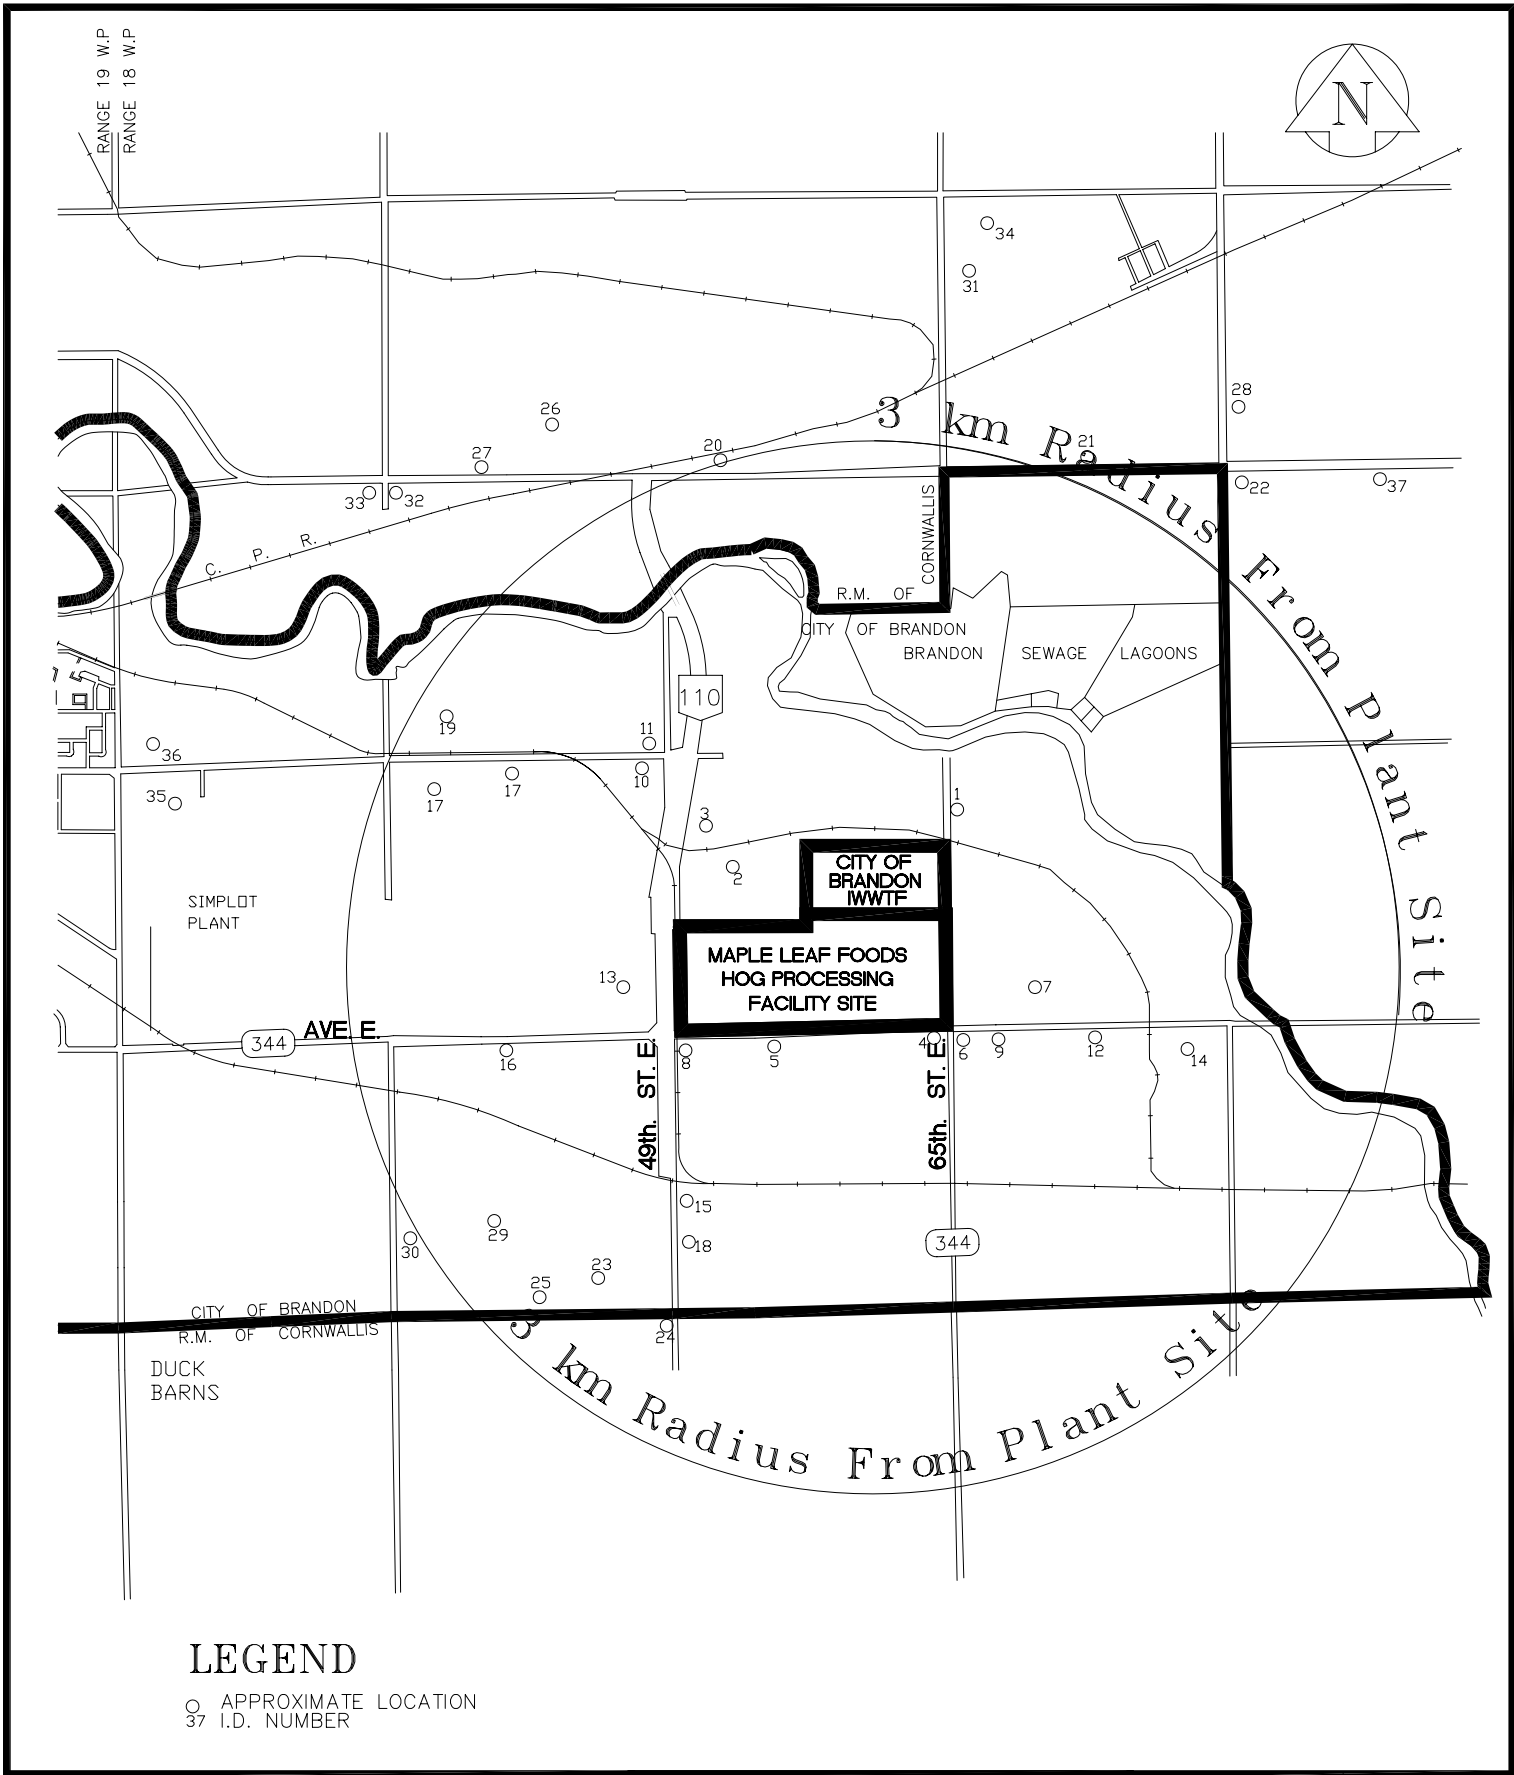 RANGE 19 W.P
RANGE 18 W.P
N
34
31
28
26
27
20
3 km Radius From Plant Site
21
22
37
33
32
C. P. R.
CORNWALLIS
R.M. OF
CITY OF BRANDON
BRANDON SEWAGE LAGOONS
110
19
11
36
10
17
17
35
1
3
2
CITY OF
BRANDON
IWWTF
SIMPLOT
PLANT
MAPLE LEAF FOODS
HOG PROCESSING
FACILITY SITE
13
7
344
AVE. E.
16
49th. ST. E.
8
5
4
65th. ST. E.
6
9
12
14
15
18
29
30
23
25
344
24
CITY OF BRANDON
R.M. OF CORNWALLIS
DUCK
BARNS
3 km Radius From Plant Site
LEGEND
APPROXIMATE LOCATION
37 I.D. NUMBER